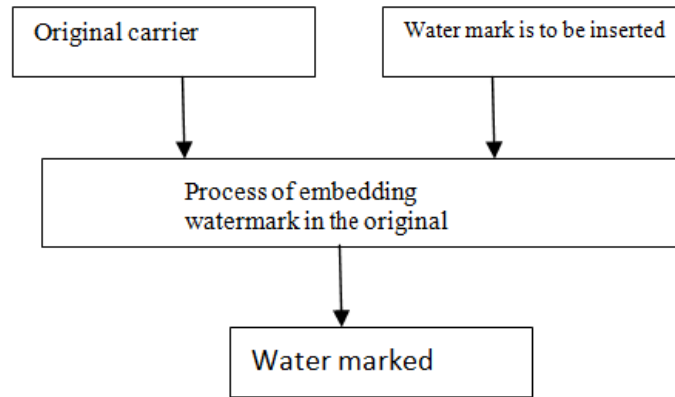 Original carrier
Water mark is to be inserted
Process of embedding
watermark in the original
Water marked